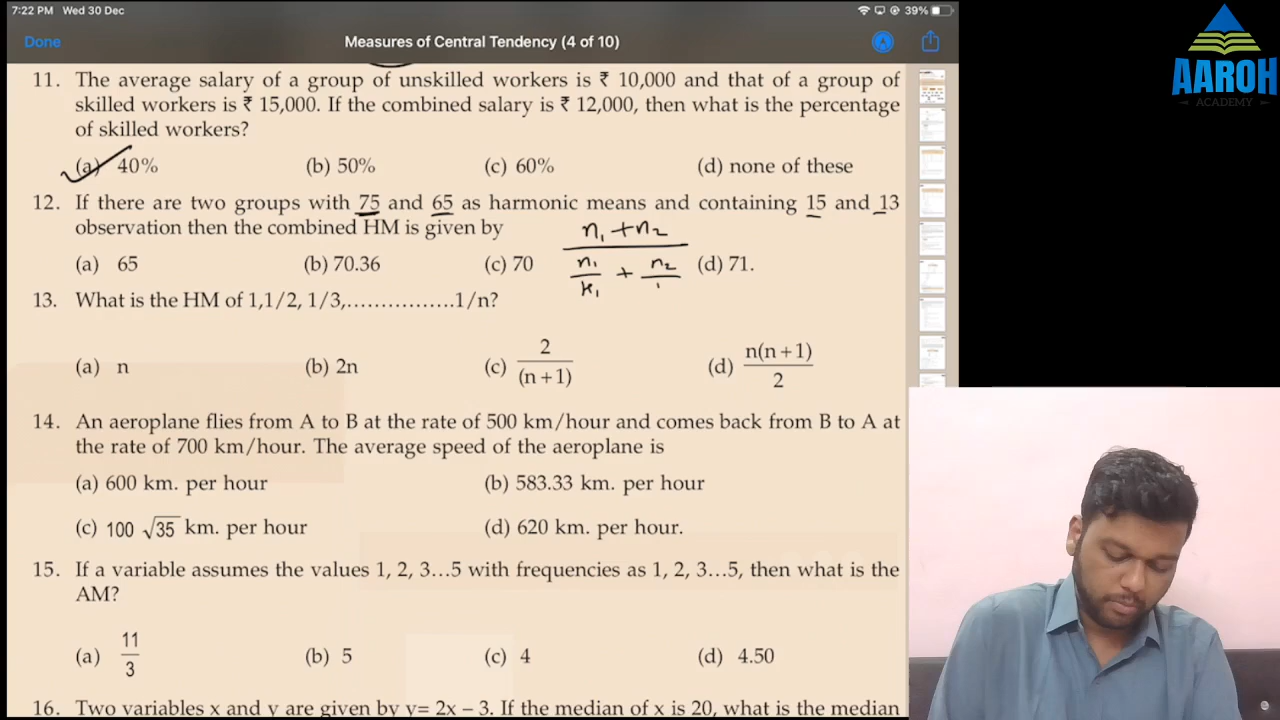 7:22 PM Wed 30 Dec
39%
Done
Measures of Central Tendency (4 of 10)
AAROH
ACADEMY
11. The average salary of a group of unskilled workers is ₹ 10,000 and that of a group of
skilled workers is ₹ 15,000. If the combined salary is ₹ 12,000, then what is the percentage
of skilled workers?
(a) 40% (b) 50% (c) 60% (d) none of these
12. If there are two groups with 75 and 65 as harmonic means and containing 15 and 13
observation then the combined HM is given by
n₁ + n₂
(a) 65 (b) 70.36 (c) 70 (d) 71.
n₁ + n₂
H₁
13. What is the HM of 1,1/2, 1/3,................1/n?
(a) n (b) 2n (c) 2/(n+1) (d) n(n+1)/2
14. An aeroplane flies from A to B at the rate of 500 km/hour and comes back from B to A at
the rate of 700 km/hour. The average speed of the aeroplane is
(a) 600 km. per hour (b) 583.33 km. per hour
(c) 100 √35 km. per hour (d) 620 km. per hour.
15. If a variable assumes the values 1, 2, 3...5 with frequencies as 1, 2, 3...5, then what is the
AM?
(a) 11/3 (b) 5 (c) 4 (d) 4.50
16. Two variables x and y are given by y= 2x – 3. If the median of x is 20, what is the median